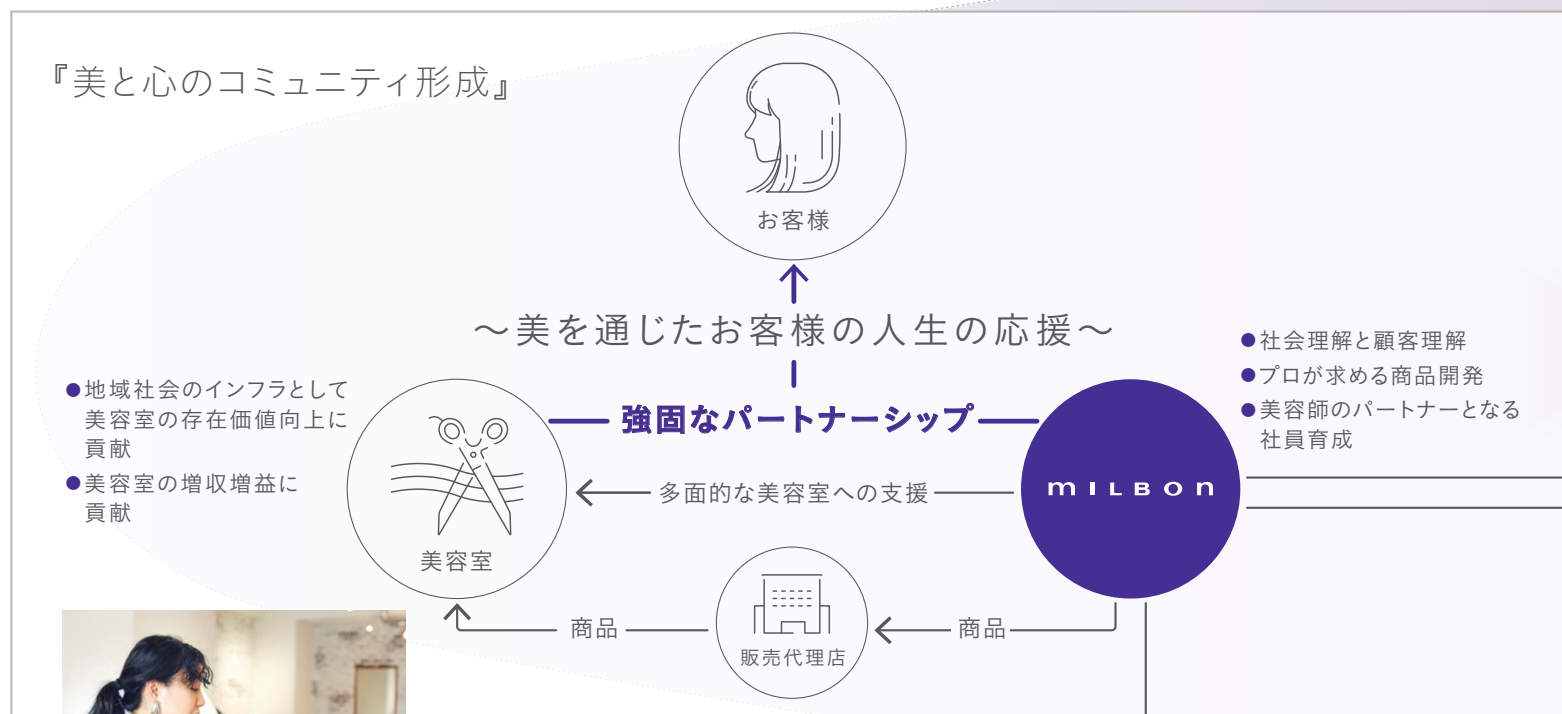 『美と心のコミュニティ形成』
お客様
～美を通じたお客様の人生の応援～
●社会理解と顧客理解
●プロが求める商品開発
●美容師のパートナーとなる
社員育成
●地域社会のインフラとして
美容室の存在価値向上に
貢献
●美容室の増収増益に
貢献
強固なパートナーシップ
多面的な美容室への支援
MILBON
美容室
商品
販売代理店
商品